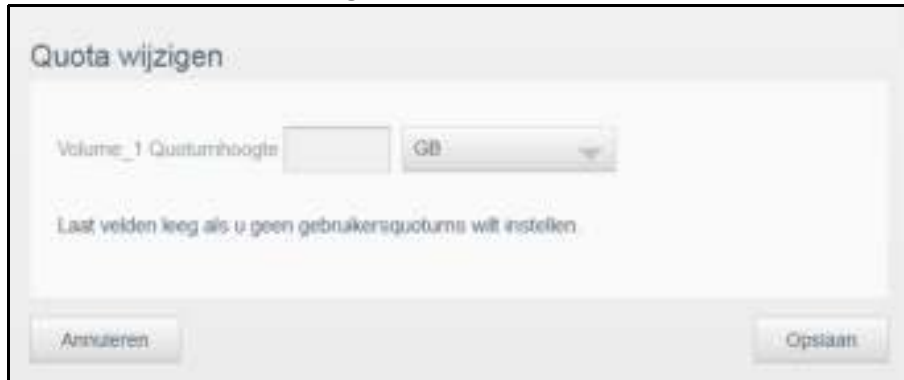 Quota wijzigen
Volume_1 Quotumhoogte GB
Laat velden leeg als u geen gebruikersquotums wilt instellen
Annuleren Opslaan